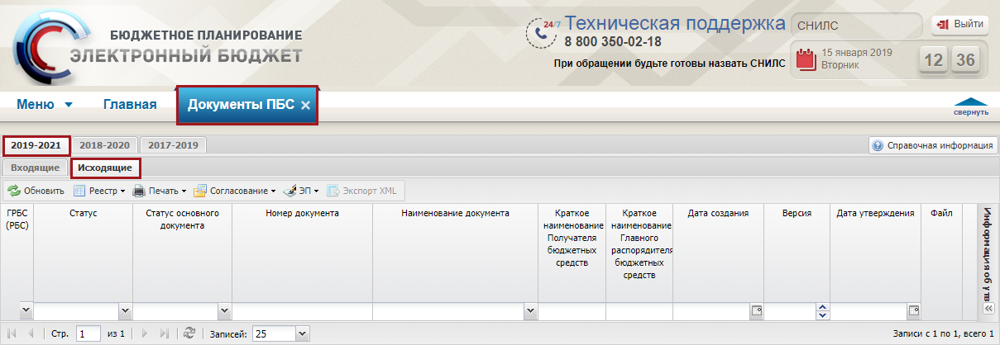 БЮДЖЕТНОЕ ПЛАНИРОВАНИЕ
ЭЛЕКТРОННЫЙ БЮДЖЕТ
24/7 Техническая поддержка
8 800 350-02-18
При обращении будьте готовы назвать СНИЛС
СНИЛС
Выйти
15 января 2019
Вторник
12 36
Меню Главная Документы ПБС
свернуть
2019-2021 2018-2020 2017-2019
Справочная информация
Входящие Исходящие
Обновить Реестр Печать Согласование ЭП Экспорт XML
ГРБС
(РБС)
Статус
Статус основного
документа
Номер документа
Наименование документа
Краткое
наименование
Получателя
бюджетных
средств
Краткое
наименование
Главного
распорядителя
бюджетных
средств
Дата создания
Версия
Дата утверждения
Файл
Информация об утв
Стр. 1 из 1 Записей: 25
Записи с 1 по 1, всего 1